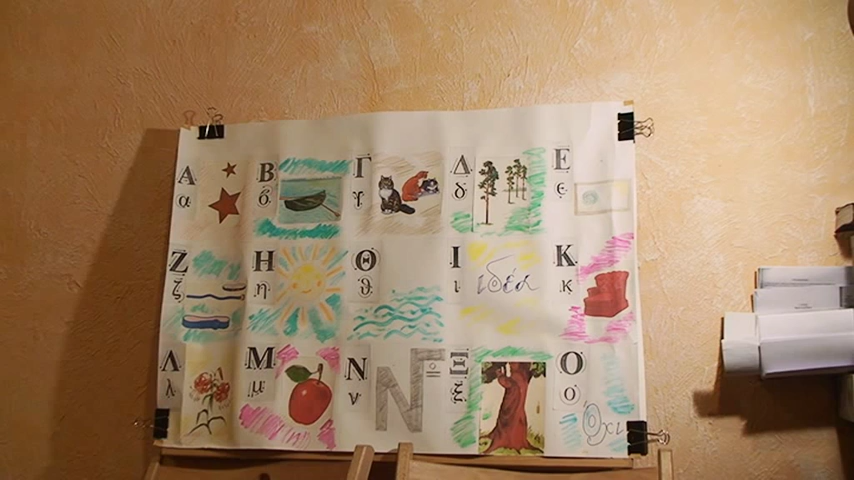 Α Β Γ Δ Ε
α β γ δ ε
Ζ Η Θ Ι Κ
ζ η ϑ ι ιδέα κ
Λ Μ Ν Ξ Ο
λ μ ν ξ ο
Όχι